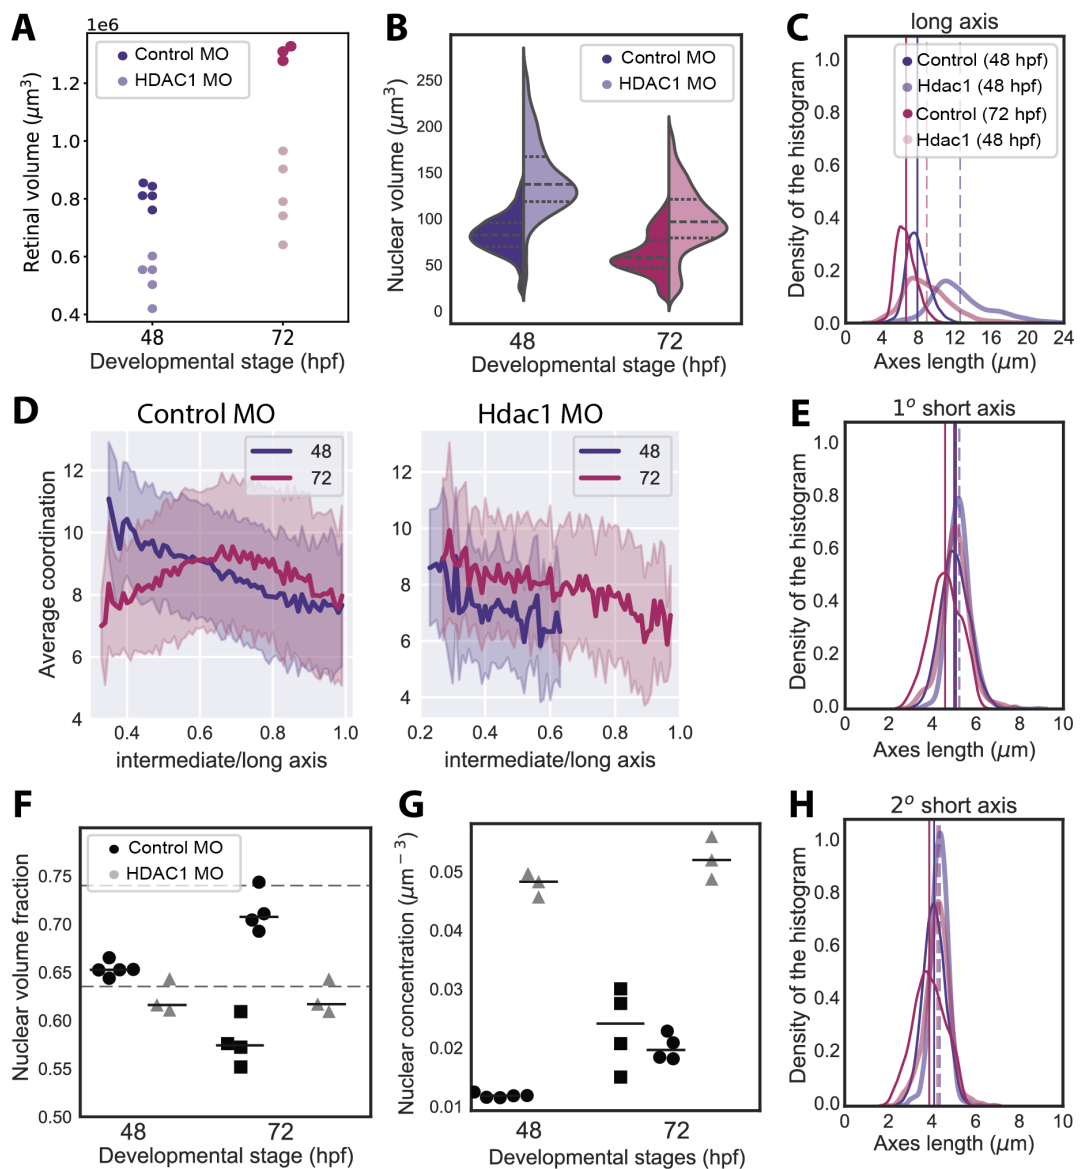 A
1e6
Control MO
HDAC1 MO
Retinal volume (μm³)
1.2
1.0
0.8
0.6
0.4
48
72
Developmental stage (hpf)
B
Control MO
HDAC1 MO
Nuclear volume (μm³)
250
200
150
100
50
0
48
72
Developmental stage (hpf)
C
long axis
Control (48 hpf)
Hdac1 (48 hpf)
Control (72 hpf)
Hdac1 (48 hpf)
Density of the histogram
1.0
0.8
0.6
0.4
0.2
0.0
0 4 8 12 16 20 24
Axes length (μm)
D
Control MO
48
72
Average coordination
12
10
8
6
4
0.4 0.6 0.8 1.0
intermediate/long axis
Hdac1 MO
48
72
12
10
8
6
4
0.2 0.4 0.6 0.8 1.0
intermediate/long axis
E
1º short axis
Density of the histogram
1.0
0.8
0.6
0.4
0.2
0.0
0 2 4 6 8 10
Axes length (μm)
F
Control MO
HDAC1 MO
Nuclear volume fraction
0.75
0.70
0.65
0.60
0.55
0.50
48
72
Developmental stage (hpf)
G
Nuclear concentration (μm⁻³)
0.05
0.03
0.02
0.01
48
72
Developmental stages (hpf)
H
2º short axis
Density of the histogram
1.0
0.8
0.6
0.4
0.2
0.0
0 2 4 6 8 10
Axes length (μm)